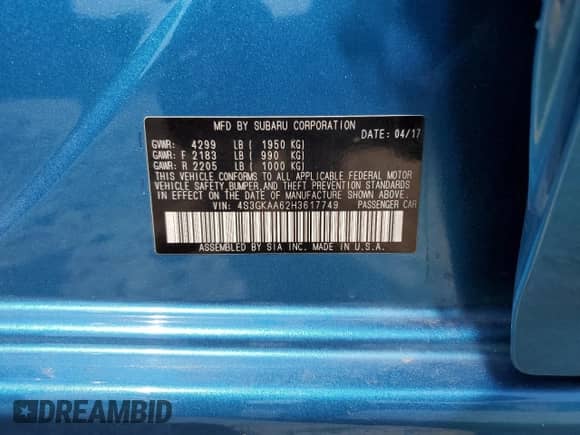 MFD BY SUBARU CORPORATION
DATE: 04/17
GVWR: 4299 LB ( 1950 KG)
GAWR: F 2183 LB ( 990 KG)
GAWR: R 2205 LB ( 1000 KG)
THIS VEHICLE CONFORMS TO ALL APPLICABLE FEDERAL MOTOR
VEHICLE SAFETY,BUMPER,AND THEFT PREVENTION STANDARDS
IN EFFECT ON THE DATE OF MANUFACTURE SHOWN ABOVE.
VIN: 4S3GKAA62H3617749 PASSENGER CAR
ASSEMBLED BY SIA INC. MADE IN U.S.A.
DREAMBID